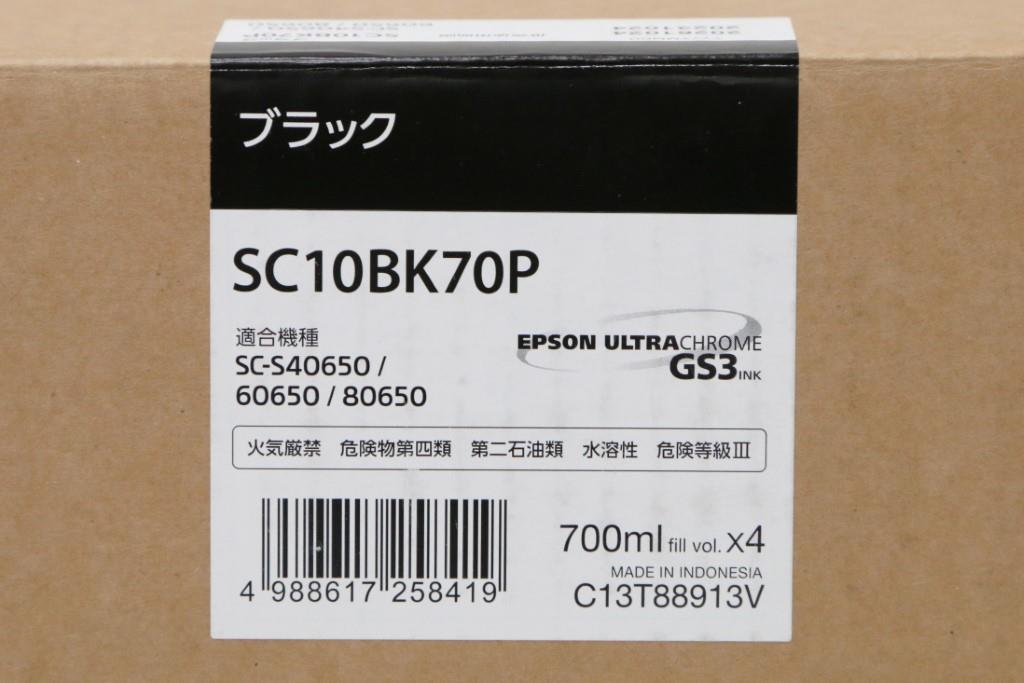 ブラック
SC10BK70P
適合機種
SC-S40650 /
60650 / 80650
EPSON ULTRACHROME
GS3 INK
火気厳禁 危険物第四類 第二石油類 水溶性 危険等級Ⅲ
4 988617 258419
700ml fill vol. x4
MADE IN INDONESIA
C13T88913V